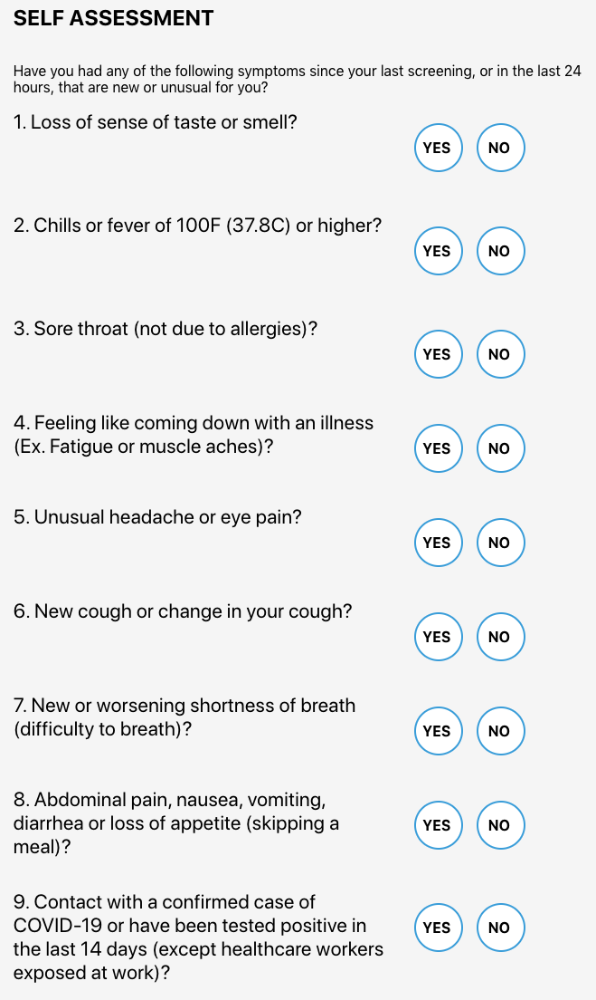 SELF ASSESSMENT
Have you had any of the following symptoms since your last screening, or in the last 24
hours, that are new or unusual for you?
1. Loss of sense of taste or smell?
YES NO
2. Chills or fever of 100F (37.8C) or higher?
YES NO
3. Sore throat (not due to allergies)?
YES NO
4. Feeling like coming down with an illness
(Ex. Fatigue or muscle aches)?
YES NO
5. Unusual headache or eye pain?
YES NO
6. New cough or change in your cough?
YES NO
7. New or worsening shortness of breath
(difficulty to breath)?
YES NO
8. Abdominal pain, nausea, vomiting,
diarrhea or loss of appetite (skipping a
meal)?
YES NO
9. Contact with a confirmed case of
COVID-19 or have been tested positive in
the last 14 days (except healthcare workers
exposed at work)?
YES NO